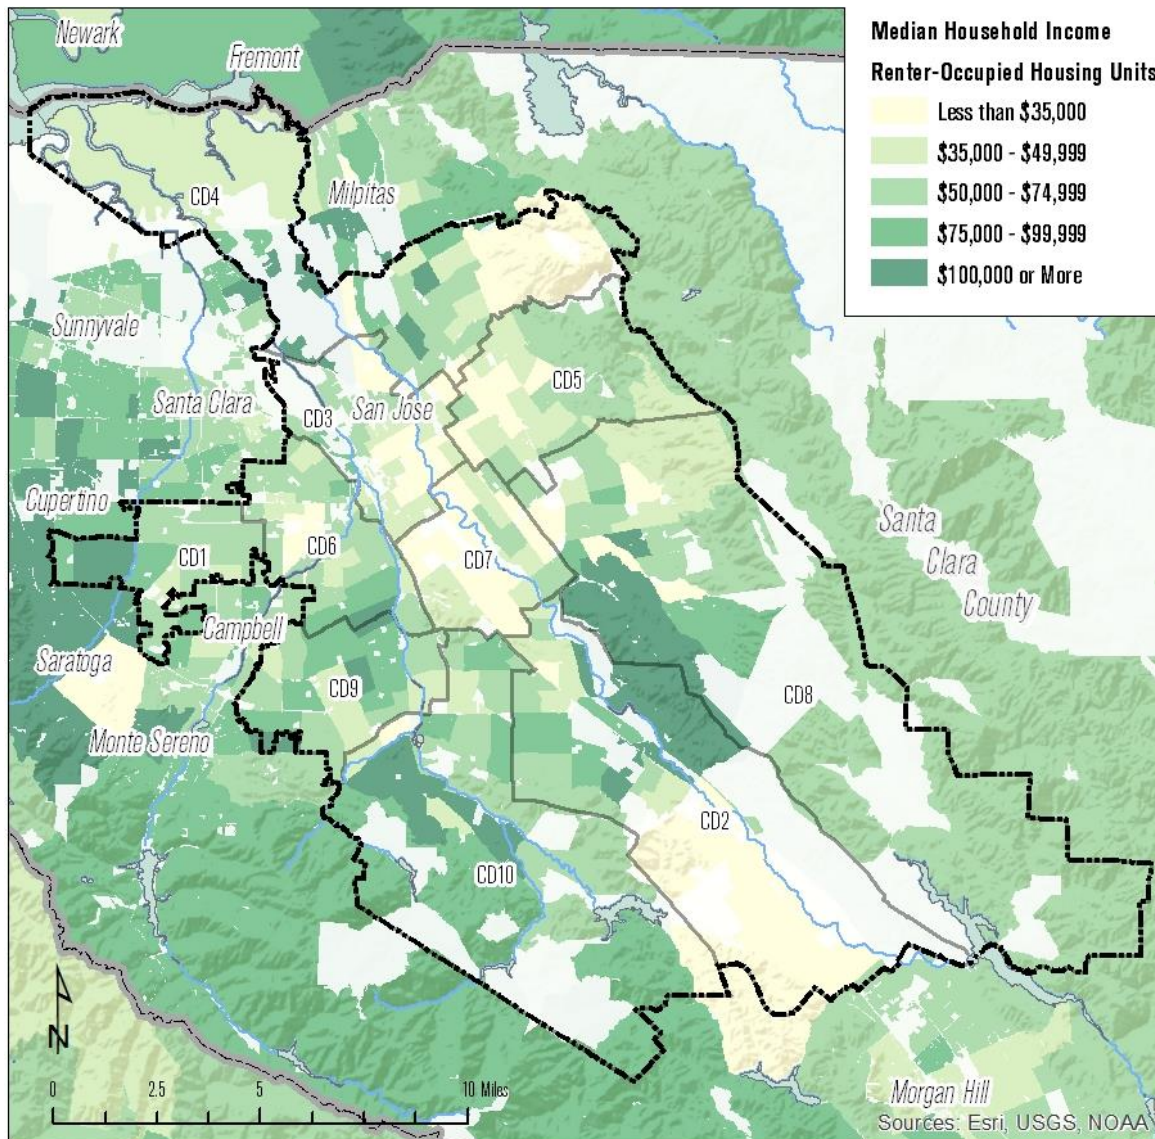 Median Household Income
Renter-Occupied Housing Units
Less than $35,000
$35,000 - $49,999
$50,000 - $74,999
$75,000 - $99,999
$100,000 or More
Newark
Fremont
CD4
Milpitas
Sunnyvale
Santa Clara
CD3
San Jose
CD5
Cupertino
CD1
CD6
CD7
Santa
Clara
County
Campbell
Saratoga
CD9
CD8
Monte Sereno
CD2
CD10
N
0 2.5 5 10 Miles
Morgan Hill
Sources: Esri, USGS, NOAA